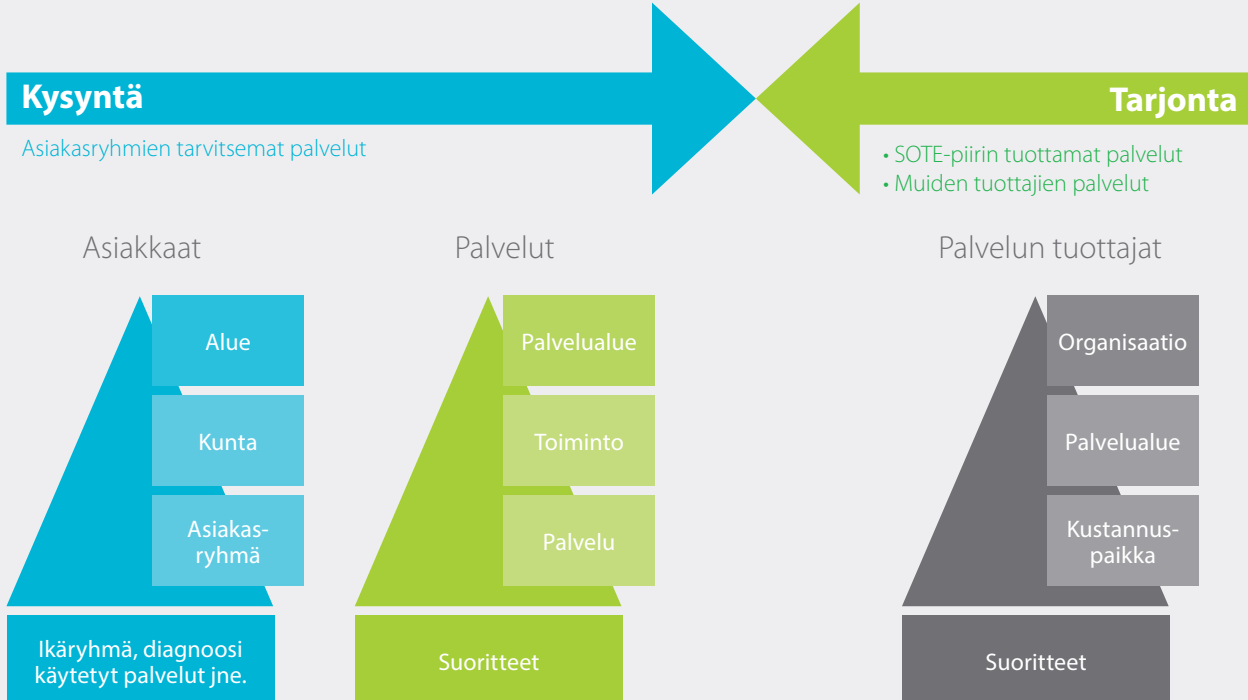 Kysyntä
Tarjonta
Asiakasryhmien tarvitsemat palvelut
• SOTE-piirin tuottamat palvelut
• Muiden tuottajien palvelut
Asiakkaat
Alue
Kunta
Asiakas-
ryhmä
Ikäryhmä, diagnoosi
käytetyt palvelut jne.
Palvelut
Palvelualue
Toiminto
Palvelu
Suoritteet
Palvelun tuottajat
Organisaatio
Palvelualue
Kustannus-
paikka
Suoritteet